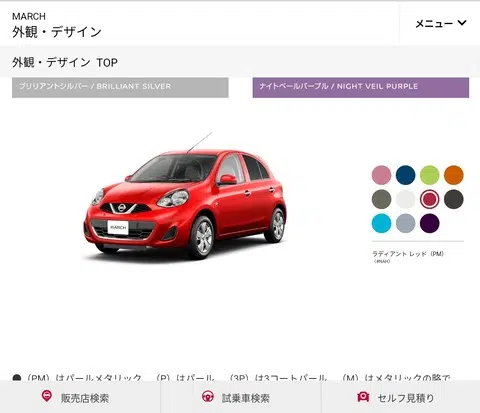 MARCH
外観・デザイン
メニュー
外観・デザイン TOP
ブリリアントシルバー / BRILLIANT SILVER
ナイトベールパープル / NIGHT VEIL PURPLE
MARCH
ラディアント レッド（PM）
（#NAH）
●（PM）はパールメタリック、（P）はパール、（3P）は3コートパール、（M）はメタリックの略で
販売店検索
試乗車検索
セルフ見積り